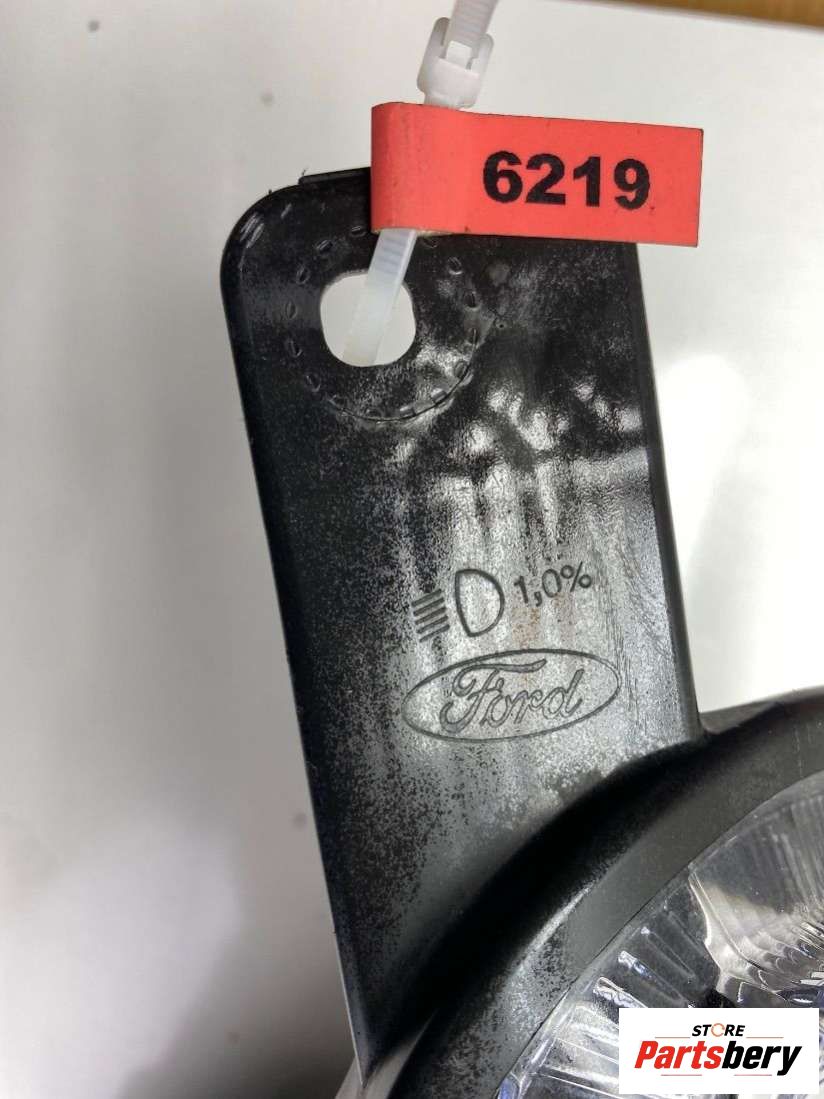 6219
1,0%
Ford
STORE
Partsbery